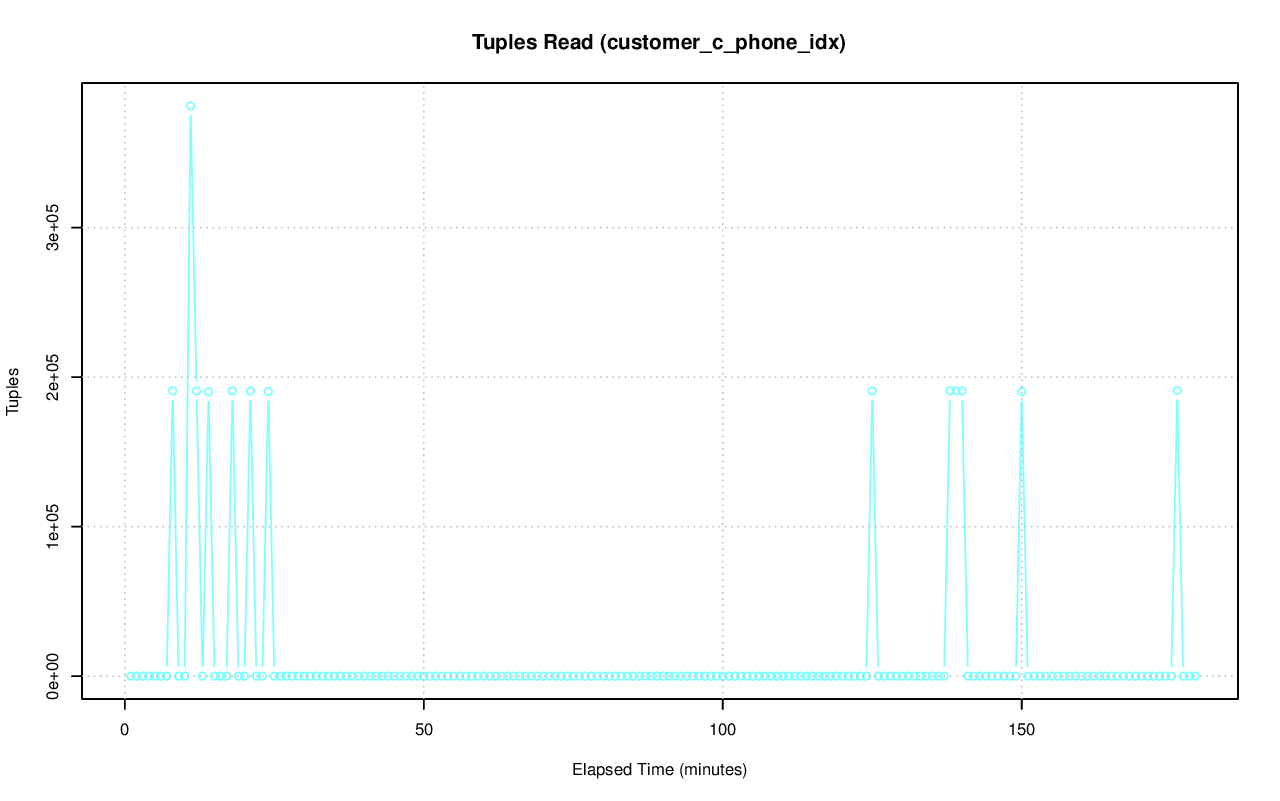 Tuples Read (customer_c_phone_idx)
Tuples
3e+05
2e+05
1e+05
0e+00
0 50 100 150
Elapsed Time (minutes)